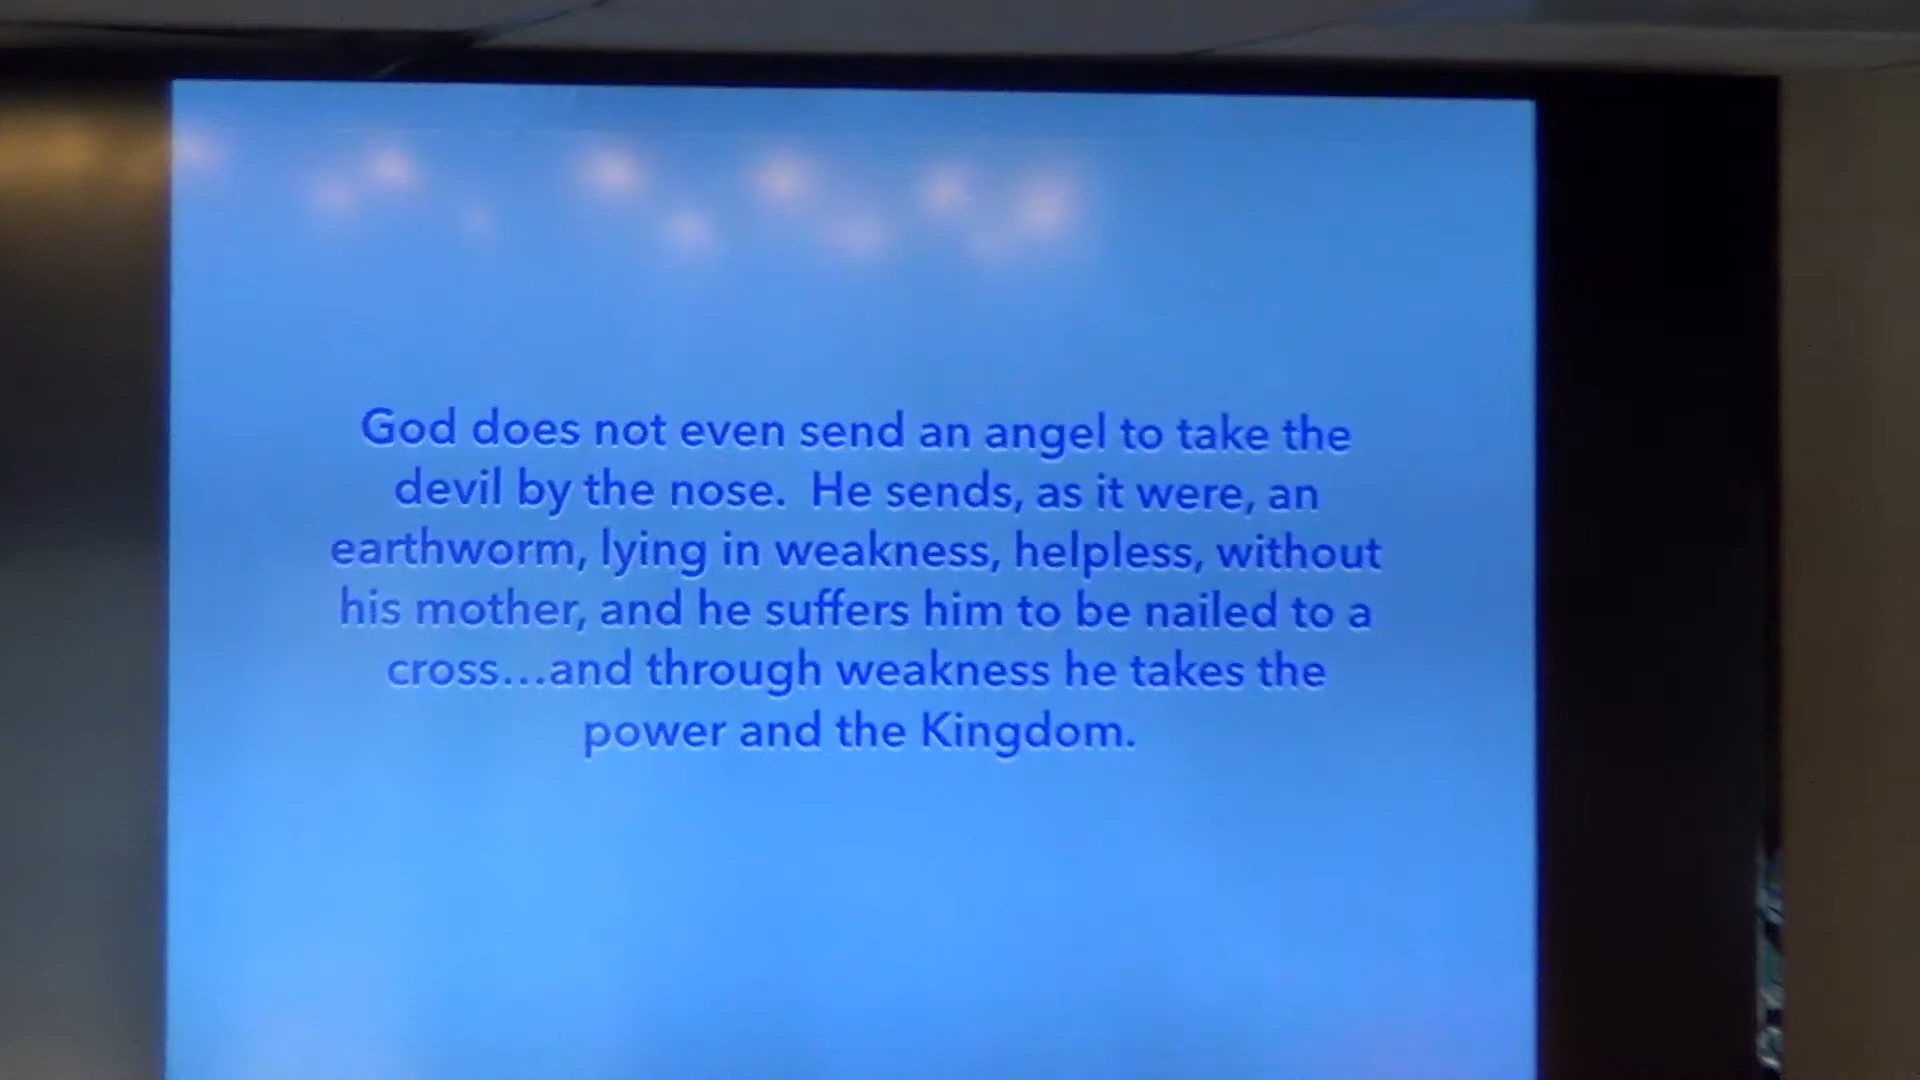 God does not even send an angel to take the
devil by the nose. He sends, as it were, an
earthworm, lying in weakness, helpless, without
his mother, and he suffers him to be nailed to a
cross...and through weakness he takes the
power and the Kingdom.